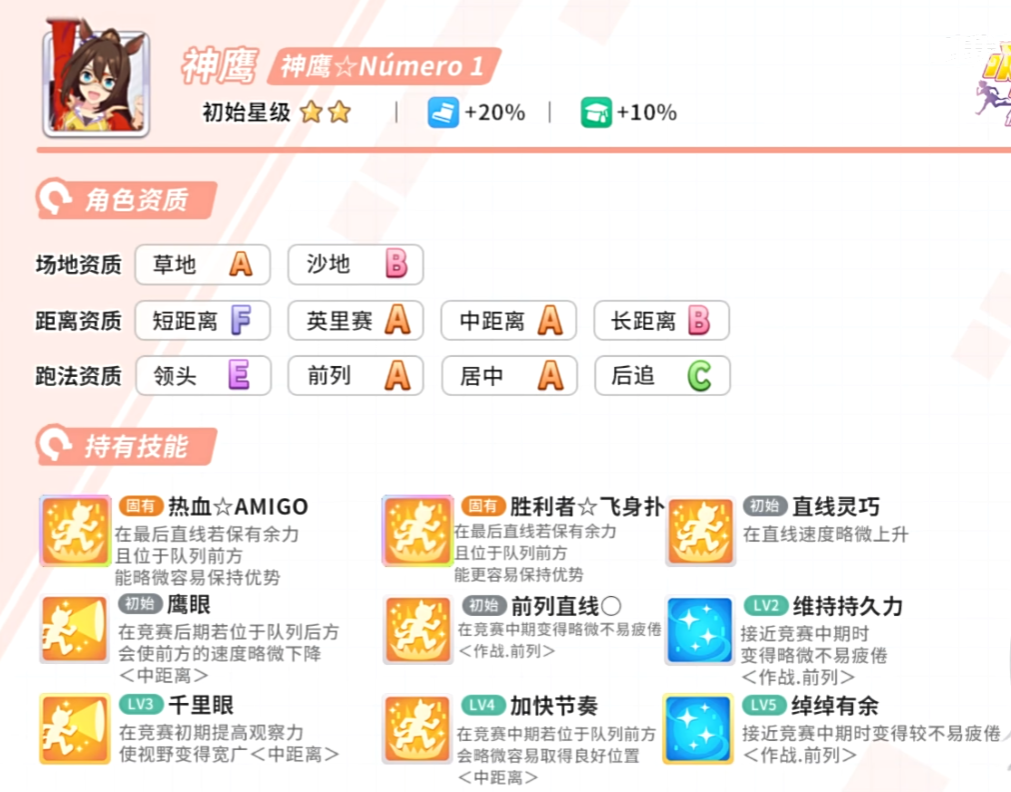 神鹰 神鹰☆Número 1
初始星级 | +20% | +10%
角色资质
场地资质 草地 A 沙地 B
距离资质 短距离 F 英里赛 A 中距离 A 长距离 B
跑法资质 领头 E 前列 A 居中 A 后追 C
持有技能
固有 热血☆AMIGO
在最后直线若保有余力
且位于队列前方
能略微容易保持优势
固有 胜利者☆飞身扑
在最后直线若保有余力
且位于队列前方
能更容易保持优势
初始 直线灵巧
在直线速度略微上升
初始 鹰眼
在竞赛后期若位于队列后方
会使前方的速度略微下降
＜中距离＞
初始 前列直线○
在竞赛中期变得略微不易疲倦
＜作战.前列＞
LV2 维持持久力
接近竞赛中期时
变得略微不易疲倦
＜作战.前列＞
LV3 千里眼
在竞赛初期提高观察力
使视野变得宽广＜中距离＞
LV4 加快节奏
在竞赛中期若位于队列前方
会略微容易取得良好位置
＜中距离＞
LV5 绰绰有余
接近竞赛中期时变得较不易疲倦
＜作战.前列＞